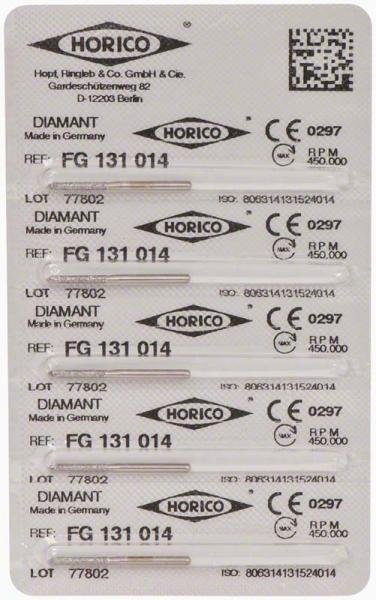 HORICO ®
Hopf, Ringleb & Co. GmbH & Cie.
Gardeschützenweg 82
D-12203 Berlin
DIAMANT
Made in Germany
HORICO ®
CE 0297
REF: FG 131 014
MAX.
RPM
450.000
LOT 77802
ISO: 806314131524014
DIAMANT
Made in Germany
HORICO ®
CE 0297
REF: FG 131 014
MAX.
RPM
450.000
LOT 77802
ISO: 806314131524014
DIAMANT
Made in Germany
HORICO ®
CE 0297
REF: FG 131 014
MAX.
RPM
450.000
LOT 77802
ISO: 806314131524014
DIAMANT
Made in Germany
HORICO ®
CE 0297
REF: FG 131 014
MAX.
RPM
450.000
LOT 77802
ISO: 806314131524014
DIAMANT
Made in Germany
HORICO ®
CE 0297
REF: FG 131 014
MAX.
RPM
450.000
LOT 77802
ISO: 806314131524014